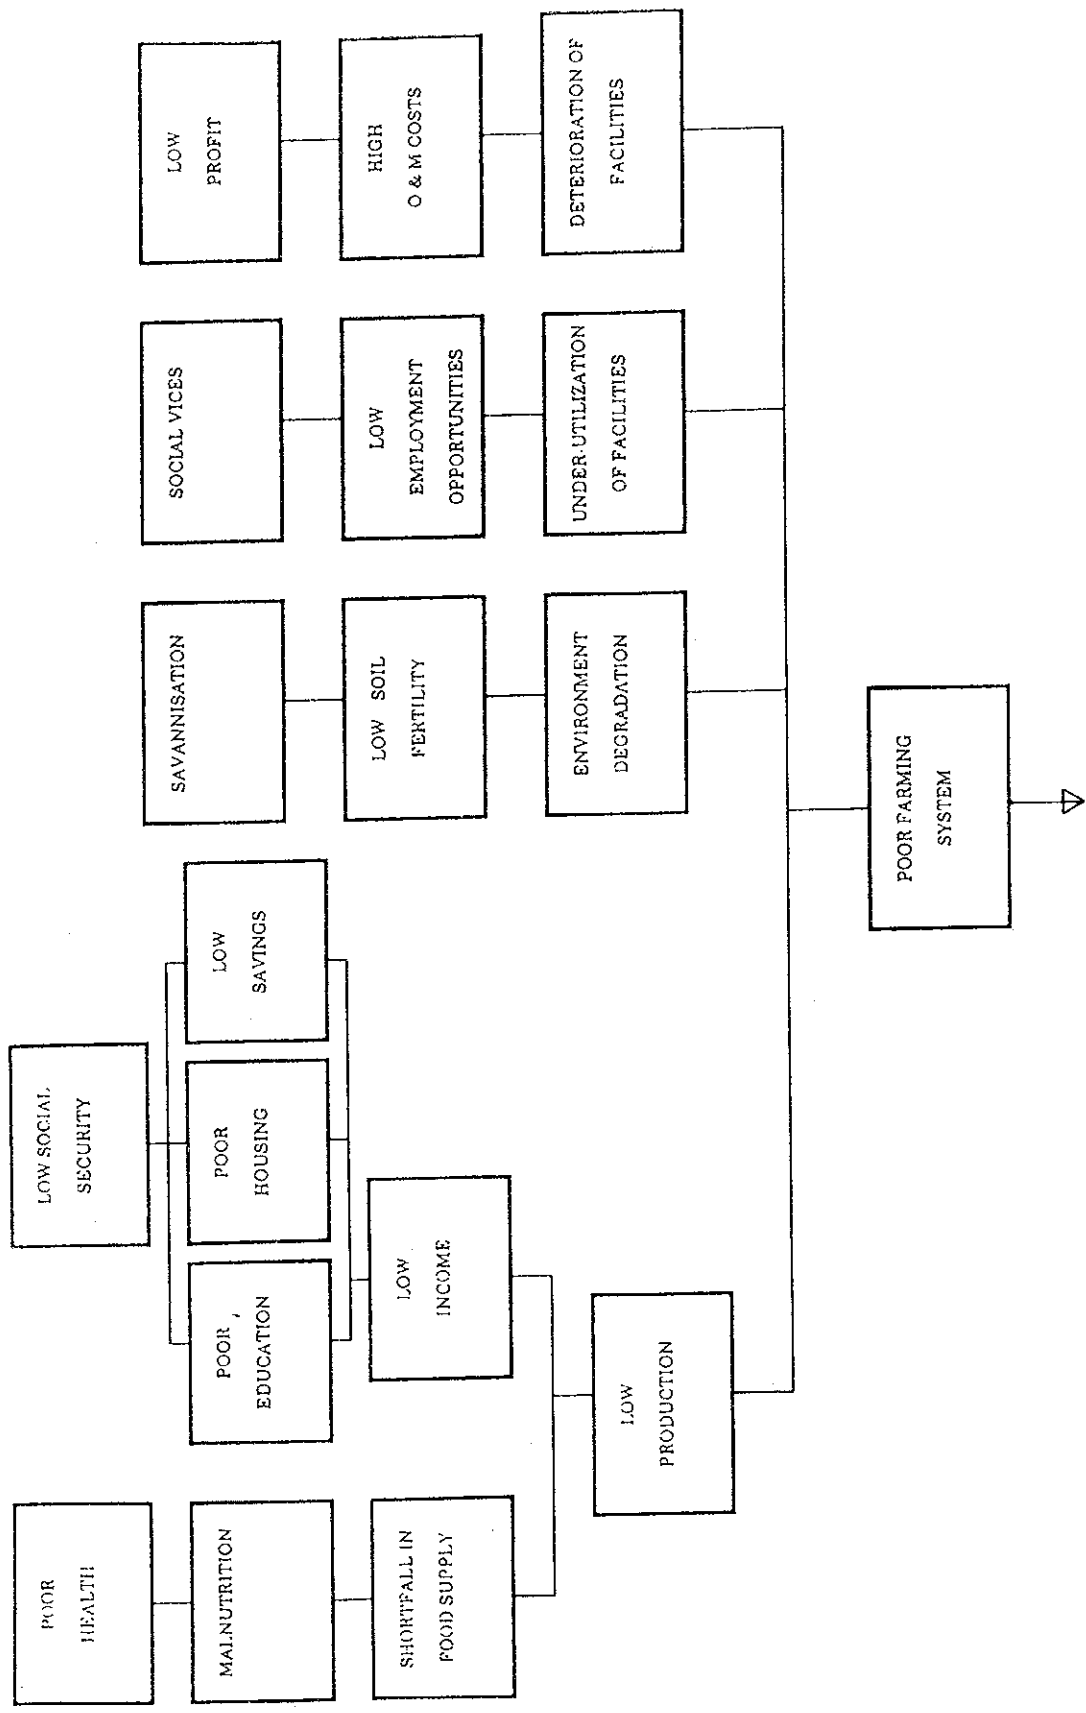 POOR
HEALTH
LOW SOCIAL
SECURITY
MALNUTRITION
POOR
EDUCATION
POOR
HOUSING
LOW
SAVINGS
SAVANNISATION
SOCIAL VICES
LOW
PROFIT
SHORTFALL IN
FOOD SUPPLY
LOW
INCOME
LOW SOIL
FERTILITY
LOW
EMPLOYMENT
OPPORTUNITIES
HIGH
O & M COSTS
LOW
PRODUCTION
ENVIRONMENT
DEGRADATION
UNDER-UTILIZATION
OF FACILITIES
DETERIORATION OF
FACILITIES
POOR FARMING
SYSTEM